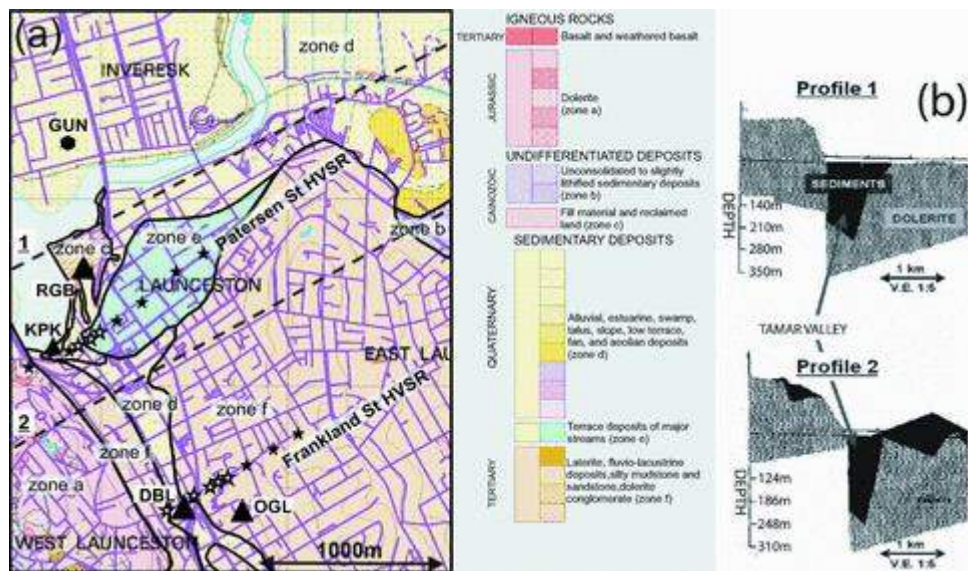 (a)
zone d
INVERESK
GUN
Patersen St HVSR
zone e
zone b
1
zone c
LAUNCESTON
RGB
KPK
EAST LAU
zone d
zone f
Frankland St HVSR
2
zone f
zone a
DBL
OGL
WEST LAUNCESTON
1000m
IGNEOUS ROCKS
TERTIARY
Basalt and weathered basalt
JURASSIC
Dolerite
(zone a)
UNDIFFERENTIATED DEPOSITS
CAINOZOIC
Unconsolidated to slightly
lithified sedimentary deposits
(zone b)
Fill material and reclaimed
land (zone c)
SEDIMENTARY DEPOSITS
QUATERNARY
Alluvial, estuarine, swamp,
talus, slope, low terrace,
fan, and aeolian deposits
(zone d)
Terrace deposits of major
streams (zone e)
TERTIARY
Laterite, fluvio-lacustrine
deposits, silty mudstone and
sandstone, dolerite
conglomerate (zone f)
(b)
Profile 1
SEDIMENTS
DOLERITE
DEPTH
140m
210m
280m
350m
1 km
V.E. 1:5
TAMAR VALLEY
Profile 2
DEPTH
124m
186m
248m
310m
1 km
V.E. 1:5